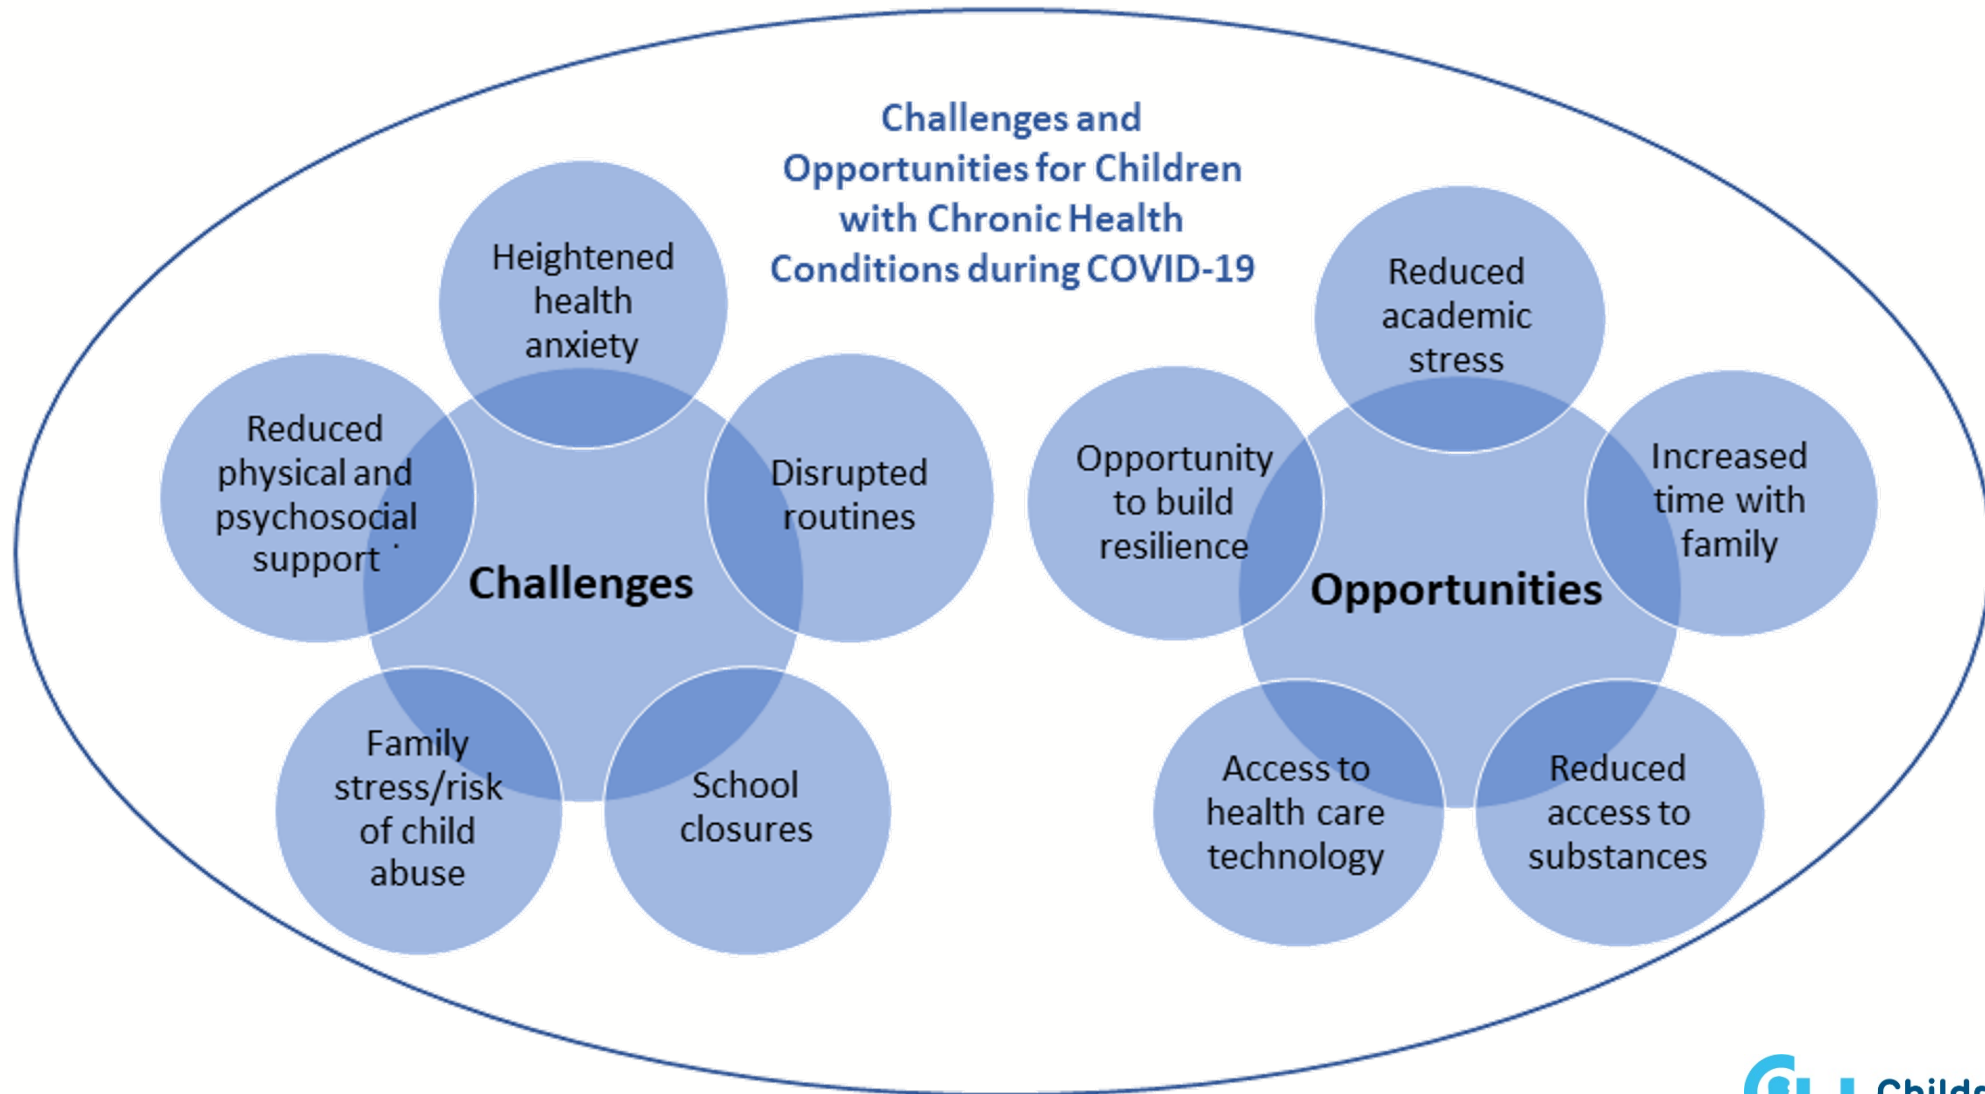 Challenges and
Opportunities for Children
with Chronic Health
Conditions during COVID-19
Heightened
health
anxiety
Reduced
physical and
psychosocial
support
Disrupted
routines
Challenges
Family
stress/risk
of child
abuse
School
closures
Reduced
academic
stress
Opportunity
to build
resilience
Increased
time with
family
Opportunities
Access to
health care
technology
Reduced
access to
substances